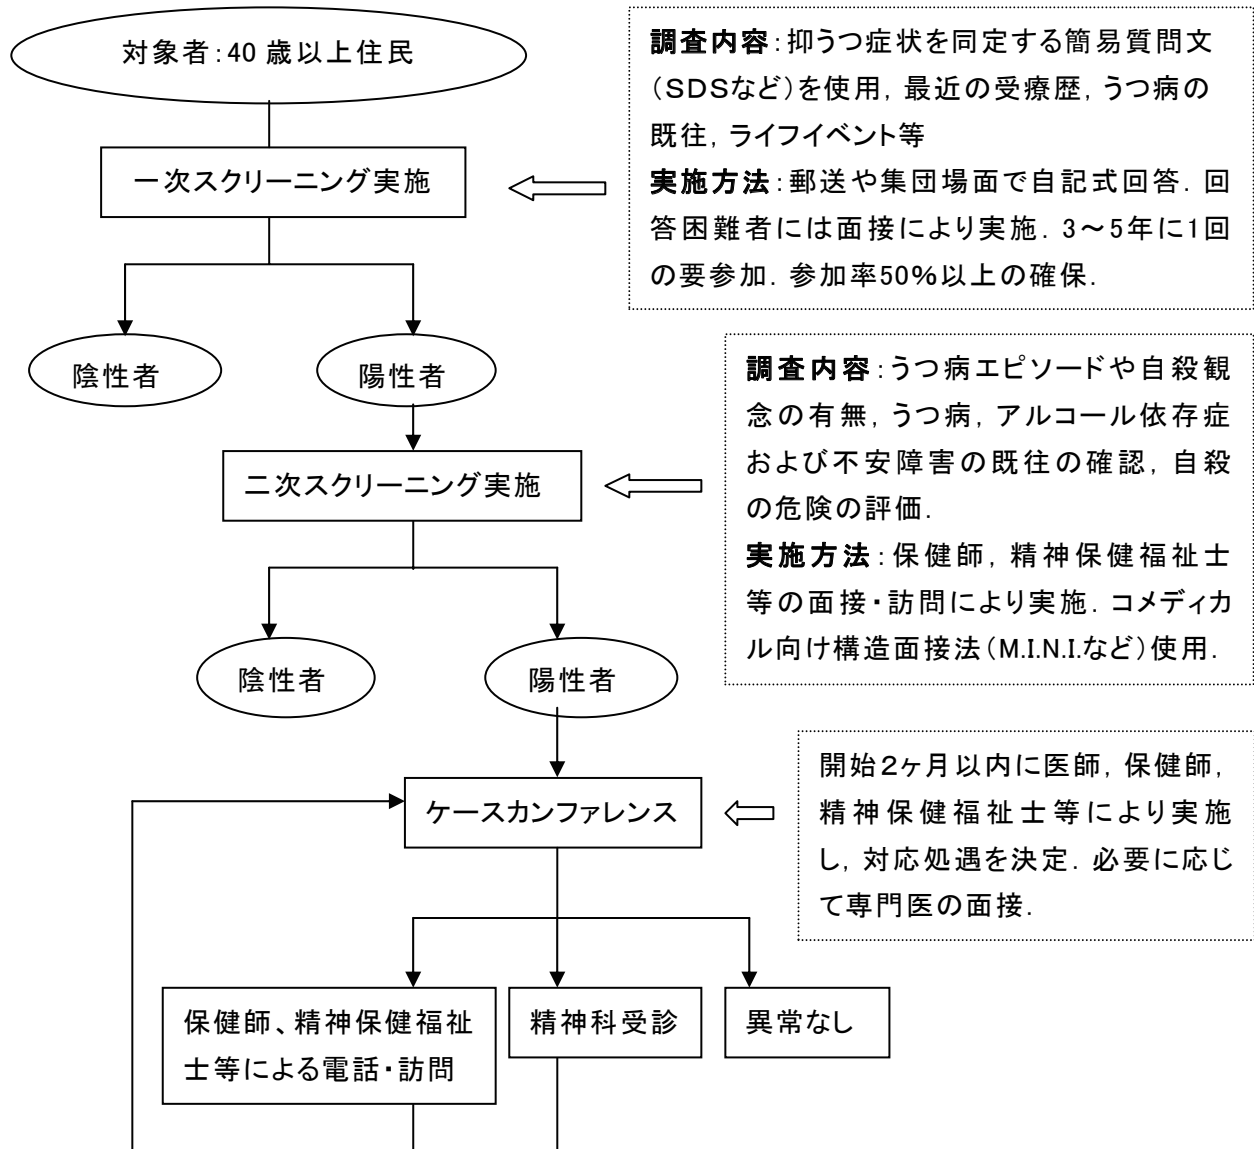 対象者：40 歳以上住民
調査内容：抑うつ症状を同定する簡易質問文
（ＳＤＳなど）を使用，最近の受療歴，うつ病の
既往，ライフイベント等
実施方法：郵送や集団場面で自記式回答．回
答困難者には面接により実施．3～5年に1回
の要参加．参加率50%以上の確保．
一次スクリーニング実施
陰性者
陽性者
調査内容：うつ病エピソードや自殺観
念の有無，うつ病，アルコール依存症
および不安障害の既往の確認，自殺
の危険の評価．
実施方法：保健師，精神保健福祉士
等の面接・訪問により実施．コメディカ
ル向け構造面接法（M.I.N.I.など）使用．
二次スクリーニング実施
陰性者
陽性者
開始２ヶ月以内に医師，保健師，
精神保健福祉士等により実施
し，対応処遇を決定．必要に応じ
て専門医の面接．
ケースカンファレンス
保健師、精神保健福祉
士等による電話・訪問
精神科受診
異常なし